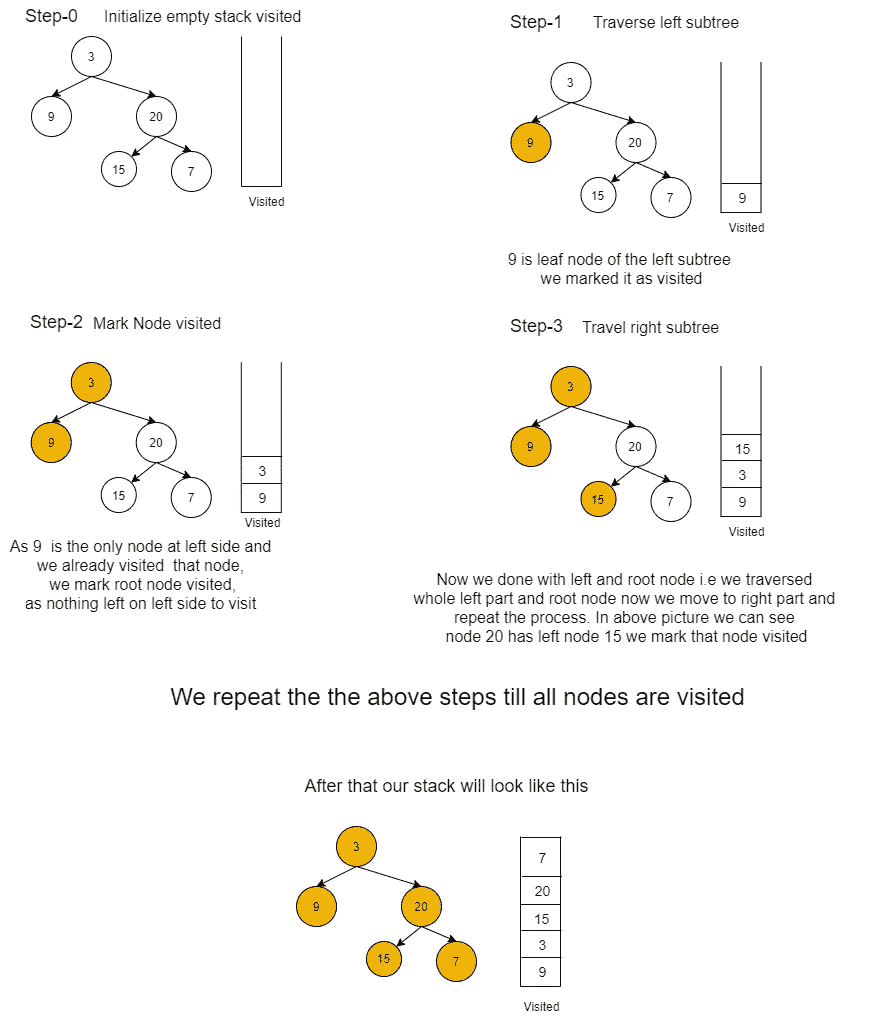 Step-0 Initialize empty stack visited
3
9
20
15
7
Visited
Step-1 Traverse left subtree
3
9
20
15
7
9
Visited
9 is leaf node of the left subtree
we marked it as visited
Step-2 Mark Node visited
3
9
20
15
7
3
9
Visited
As 9 is the only node at left side and
we already visited that node,
we mark root node visited,
as nothing left on left side to visit
Step-3 Travel right subtree
3
9
20
15
7
15
3
9
Visited
Now we done with left and root node i.e we traversed
whole left part and root node now we move to right part and
repeat the process. In above picture we can see
node 20 has left node 15 we mark that node visited
We repeat the the above steps till all nodes are visited
After that our stack will look like this
3
9
20
15
7
7
20
15
3
9
Visited